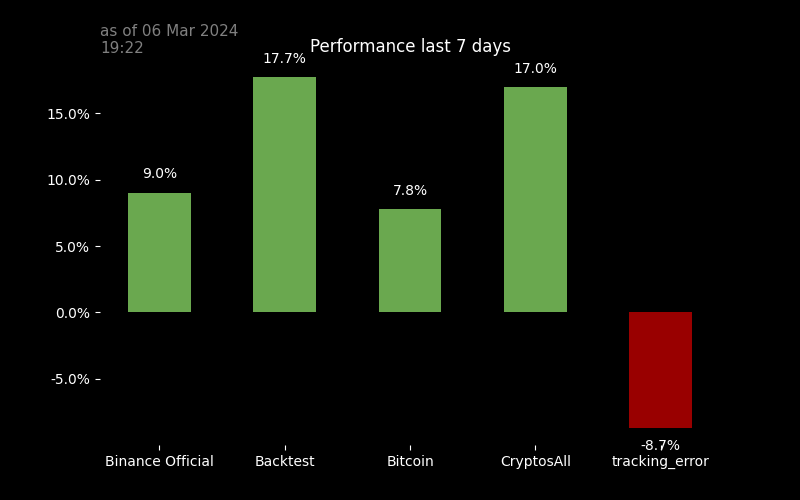 as of 06 Mar 2024
19:22
Performance last 7 days
17.7%
17.0%
15.0%
10.0%
9.0%
7.8%
5.0%
0.0%
-5.0%
-8.7%
Binance Official
Backtest
Bitcoin
CryptosAll
tracking_error